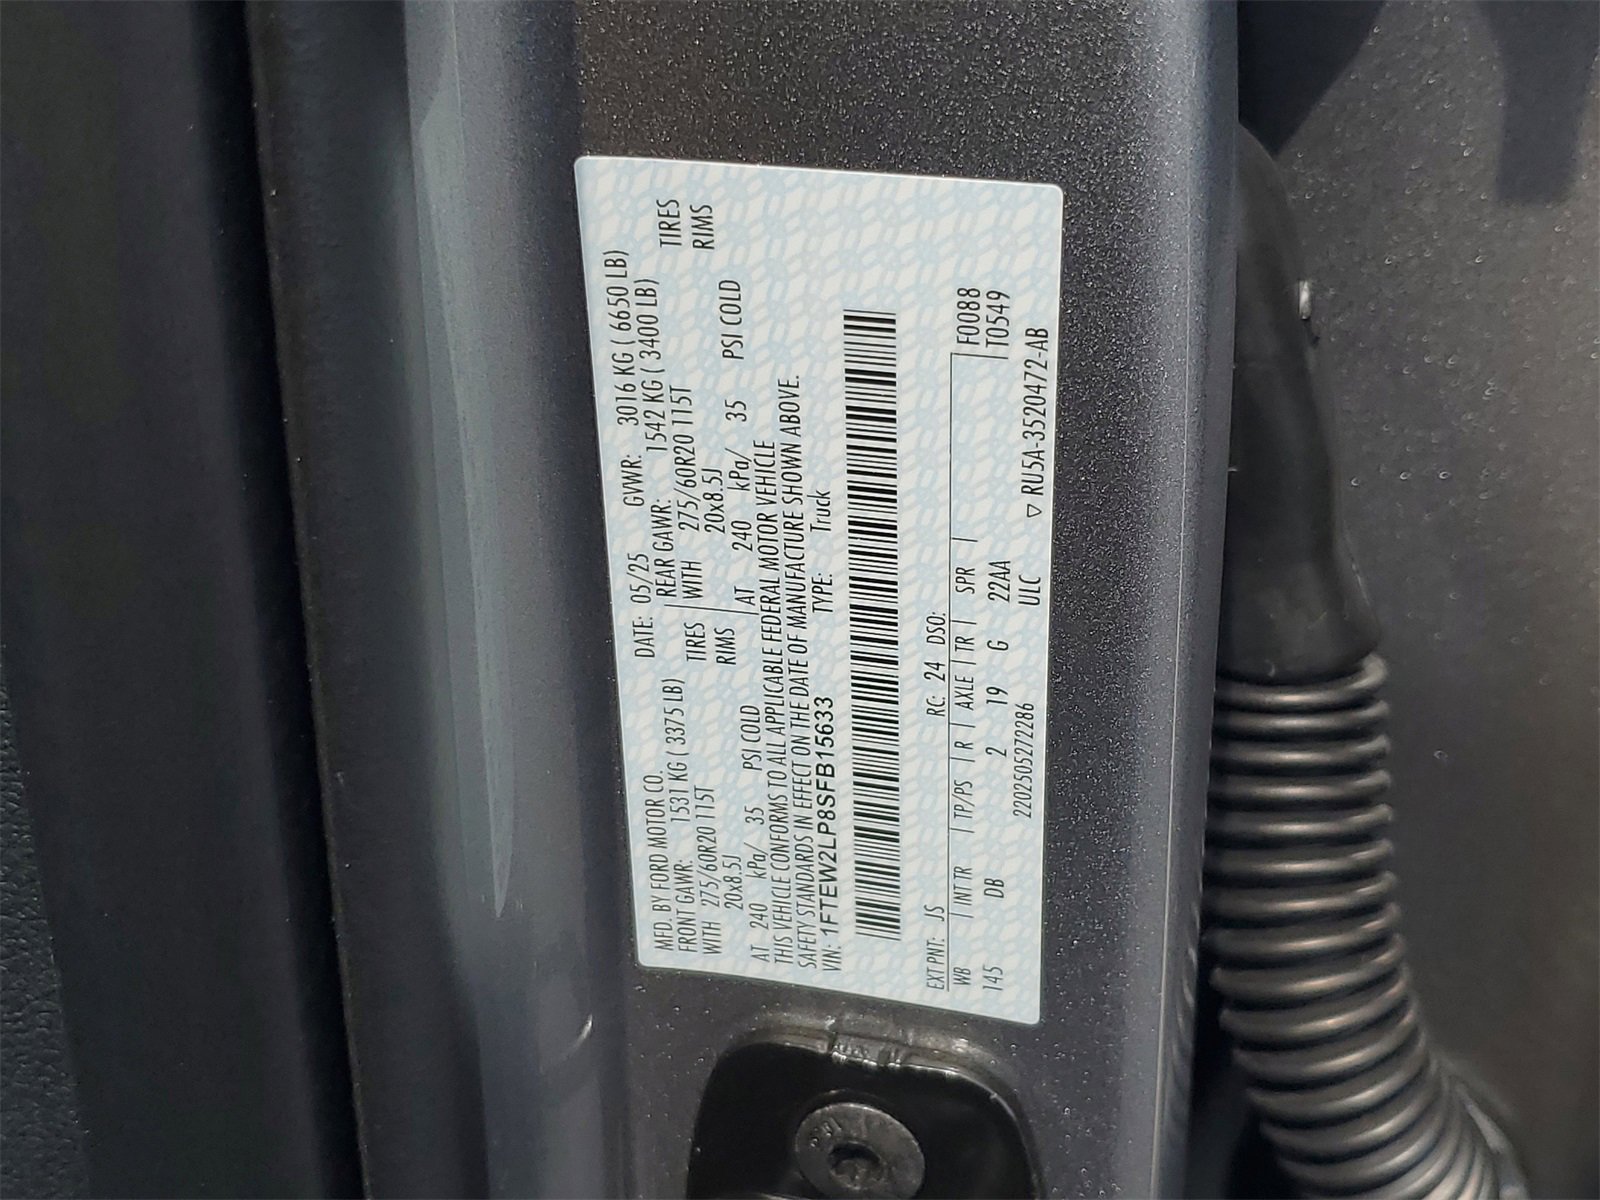 MFD. BY FORD MOTOR CO.
DATE: 05/25 GVWR: 3016 KG ( 6650 LB)
FRONT GAWR: 1531 KG ( 3375 LB) REAR GAWR: 1542 KG ( 3400 LB)
WITH 275/60R20 115T TIRES WITH 275/60R20 115T TIRES
20x8.5J RIMS 20x8.5J RIMS
AT 240 kPa/ 35 PSI COLD AT 240 kPa/ 35 PSI COLD
THIS VEHICLE CONFORMS TO ALL APPLICABLE FEDERAL MOTOR VEHICLE
SAFETY STANDARDS IN EFFECT ON THE DATE OF MANUFACTURE SHOWN ABOVE.
VIN: 1FTEW2LP8SFB15633 TYPE: Truck
EXT PNT: JS RC: 24 DSO: F0088
WB INT TR TP/PS R AXLE TR SPR T0549
145 DB 2 19 G 22AA
220250527228​6 ULC ▽ RU5A-3520472-AB